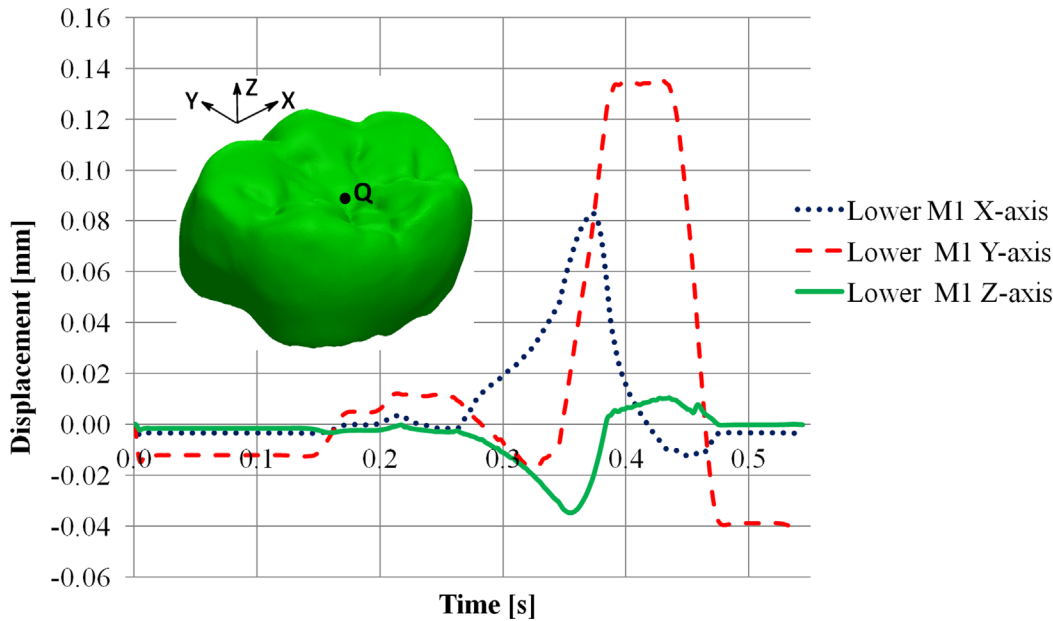 0.16
0.14
0.12
0.10
0.08
0.06
0.04
0.02
0.00
-0.02
-0.04
-0.06
Displacement [mm]
Z
Y X
Q
0.0 0.1 0.2 0.3 0.4 0.5
Time [s]
Lower M1 X-axis
Lower M1 Y-axis
Lower M1 Z-axis